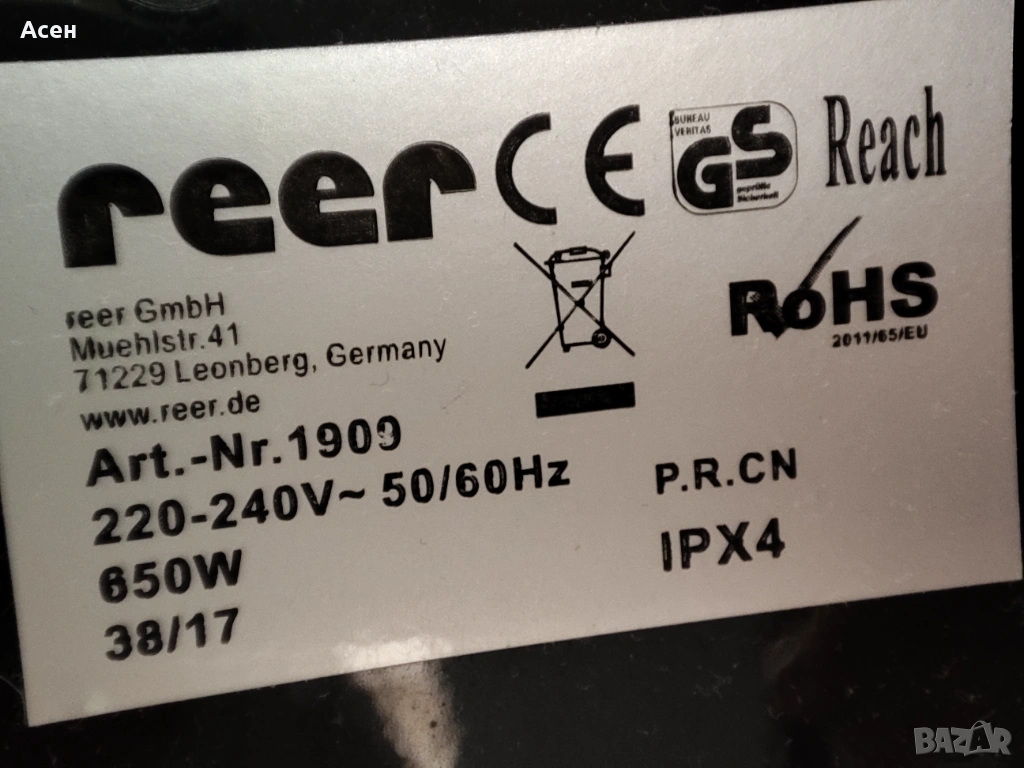 Асен
reer
CE
BUREAU
VERITAS
GS
geprüfte
Sicherheit
Reach
reer GmbH
Muehlstr.41
71229 Leonberg, Germany
www.reer.de
RoHS
2011/65/EU
Art.-Nr.1909
220-240V~ 50/60Hz
650W
38/17
P.R.CN
IPX4
BAZAR